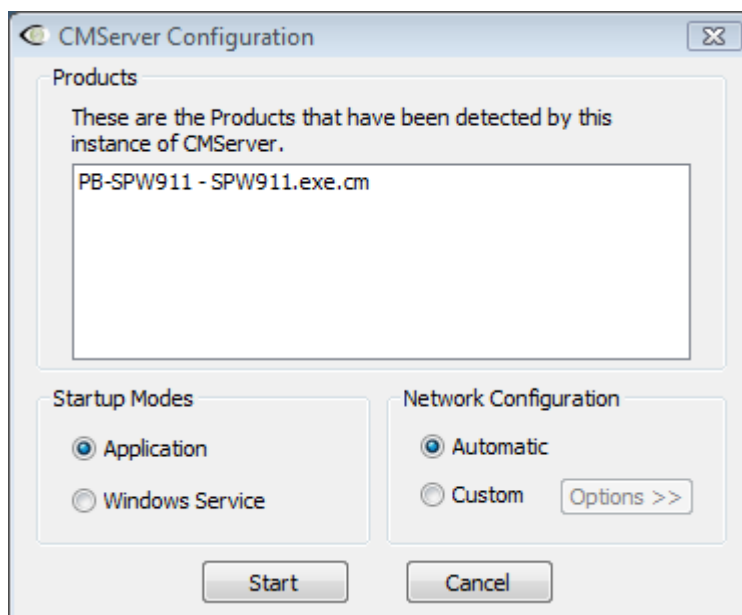 CMServer Configuration
Products
These are the Products that have been detected by this
instance of CMServer.
PB-SPW911 - SPW911.exe.cm
Startup Modes
Application
Windows Service
Network Configuration
Automatic
Custom
Options >>
Start
Cancel